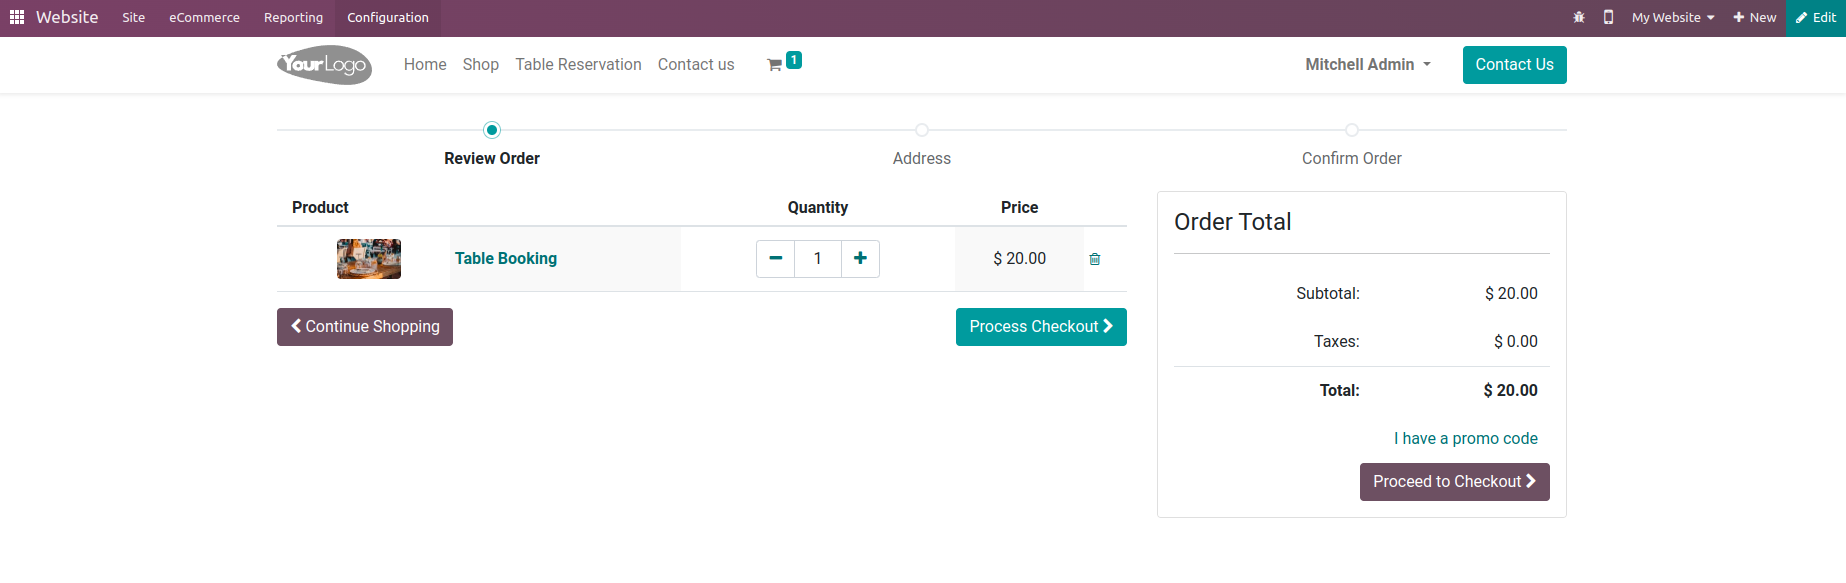 Website Site eCommerce Reporting Configuration My Website New Edit
YourLogo Home Shop Table Reservation Contact us 1 Mitchell Admin Contact Us
Review Order Address Confirm Order
Product Quantity Price
Table Booking 1 $ 20.00
Continue Shopping Process Checkout
Order Total
Subtotal: $ 20.00
Taxes: $ 0.00
Total: $ 20.00
I have a promo code
Proceed to Checkout